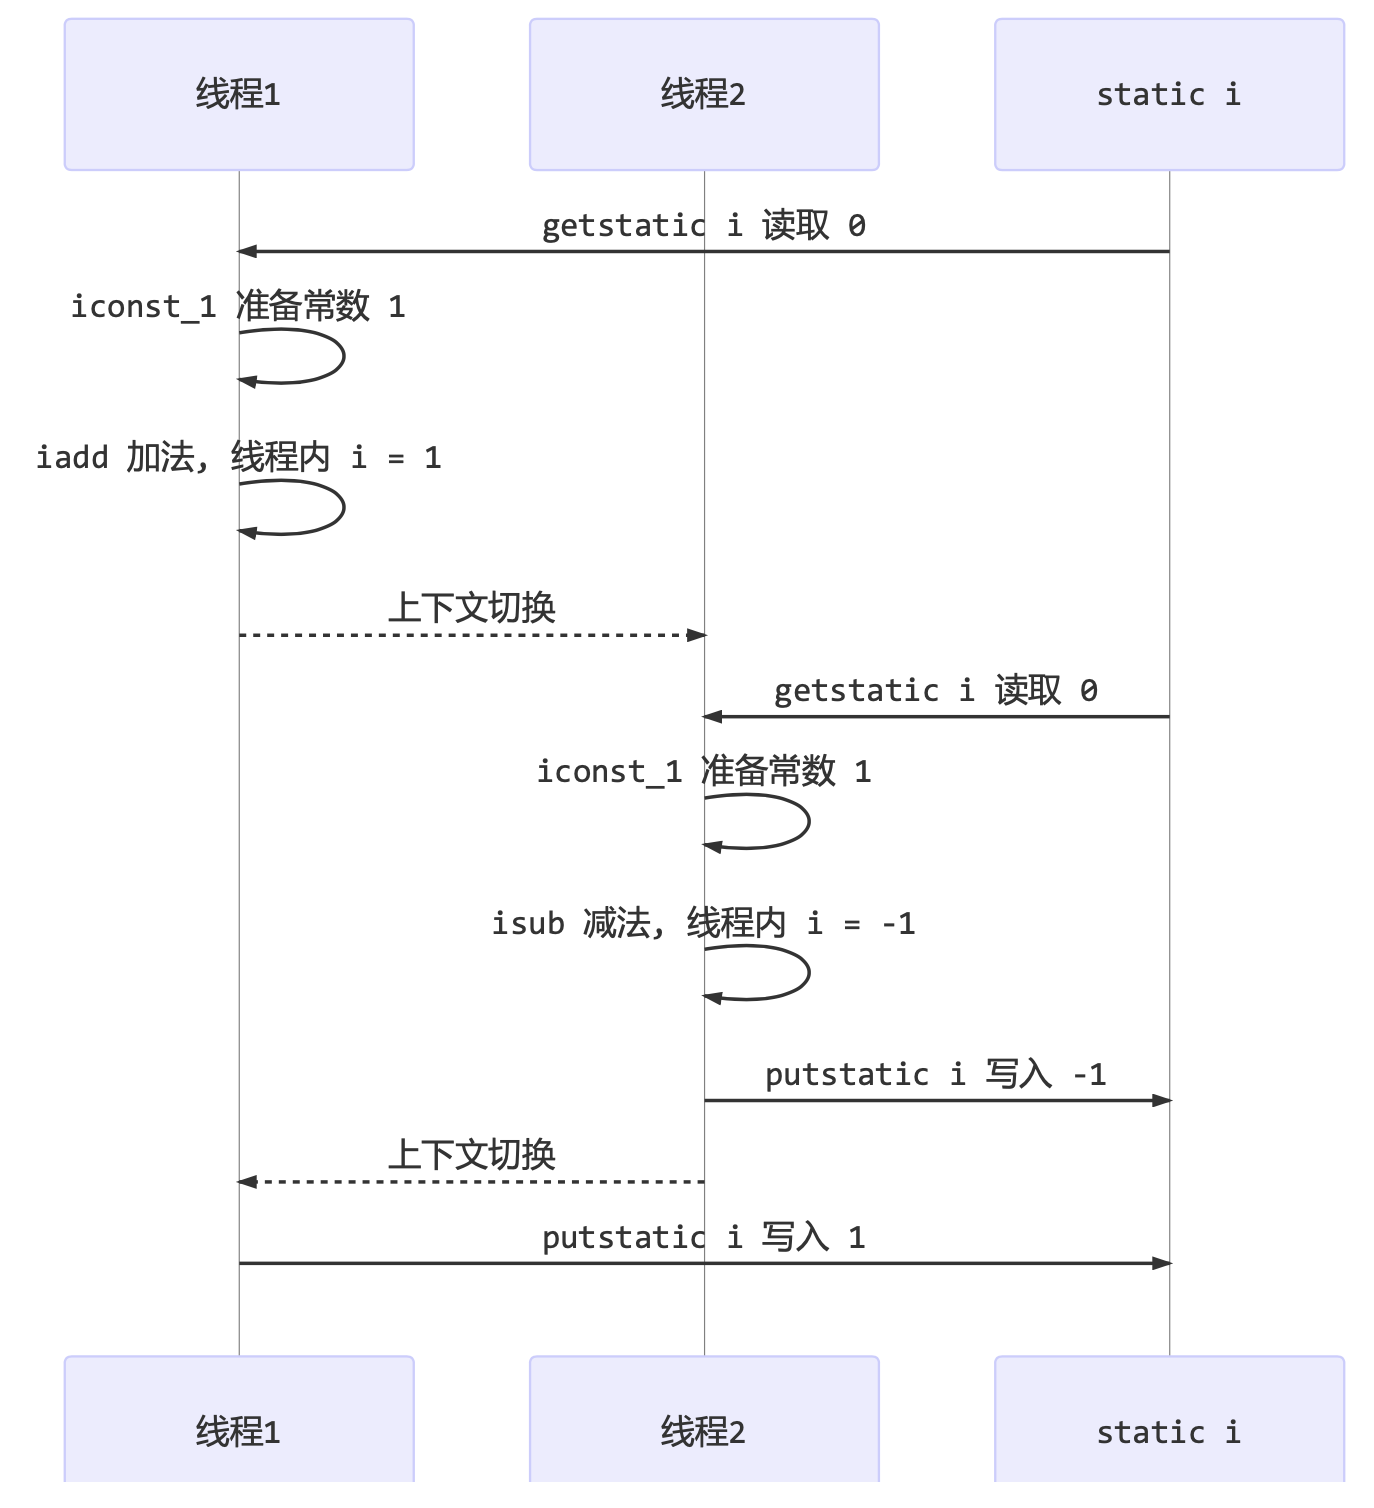 线程1
线程2
static i
getstatic i 读取 0
iconst_1 准备常数 1
iadd 加法, 线程内 i = 1
上下文切换
getstatic i 读取 0
iconst_1 准备常数 1
isub 减法, 线程内 i = -1
putstatic i 写入 -1
上下文切换
putstatic i 写入 1
线程1
线程2
static i